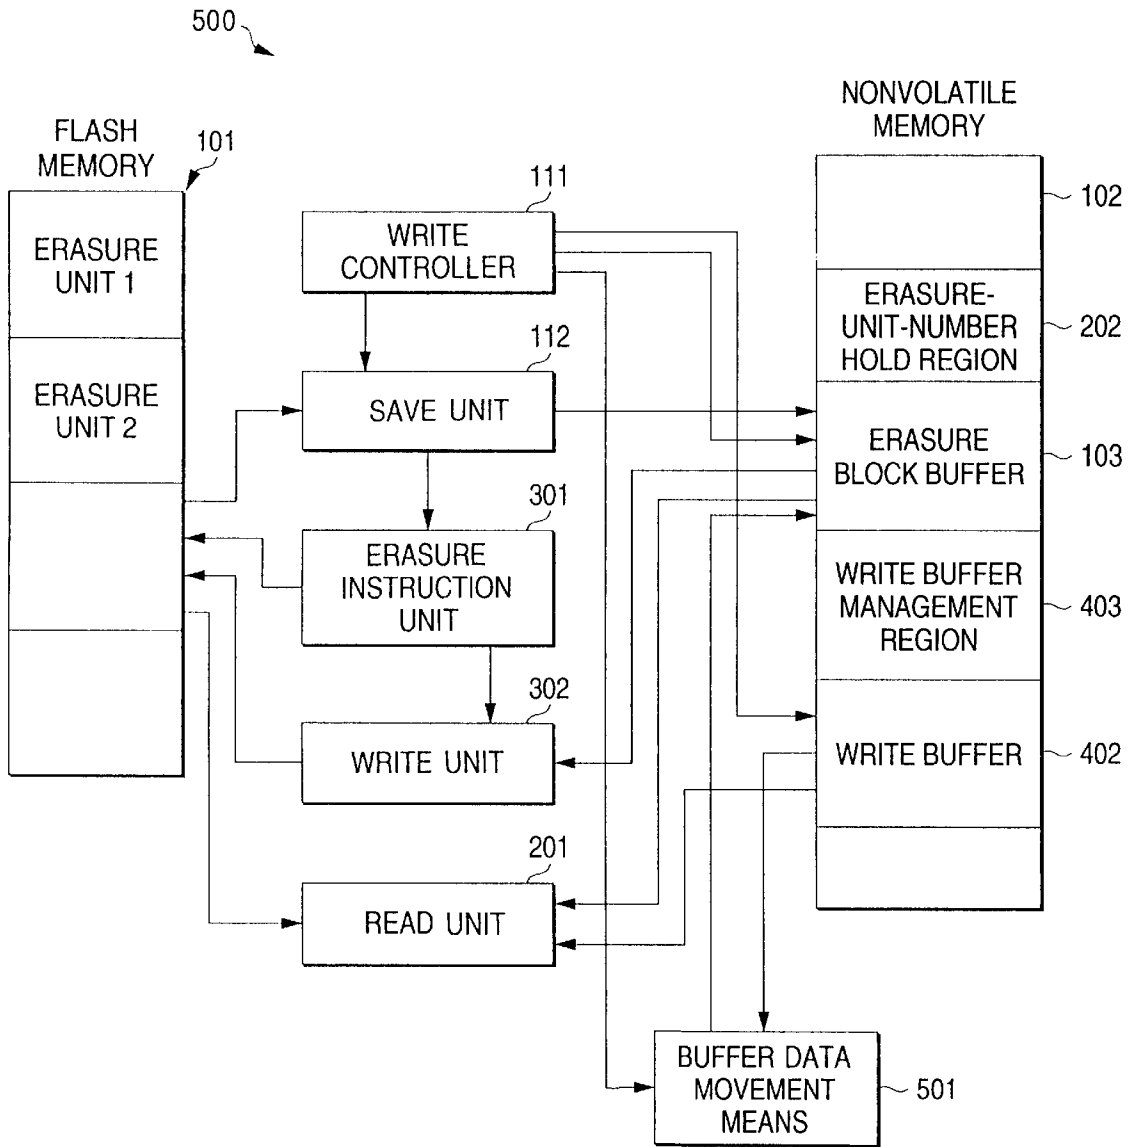 500
FLASH
MEMORY
101
ERASURE
UNIT 1
ERASURE
UNIT 2
111
WRITE
CONTROLLER
112
SAVE UNIT
301
ERASURE
INSTRUCTION
UNIT
302
WRITE UNIT
201
READ UNIT
NONVOLATILE
MEMORY
102
ERASURE-
UNIT-NUMBER
HOLD REGION
202
ERASURE
BLOCK BUFFER
103
WRITE BUFFER
MANAGEMENT
REGION
403
WRITE BUFFER
402
BUFFER DATA
MOVEMENT
MEANS
501